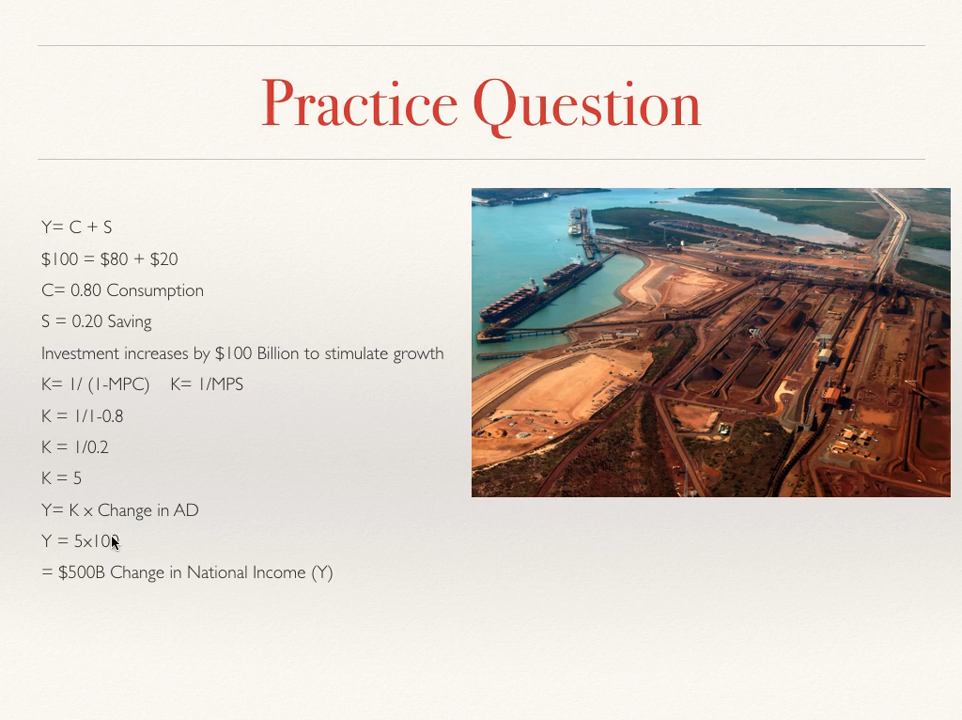 Practice Question
Y= C + S
$100 = $80 + $20
C= 0.80 Consumption
S = 0.20 Saving
Investment increases by $100 Billion to stimulate growth
K= 1/ (1-MPC) K= 1/MPS
K = 1/1-0.8
K = 1/0.2
K = 5
Y= K x Change in AD
Y = 5x100
= $500B Change in National Income (Y)